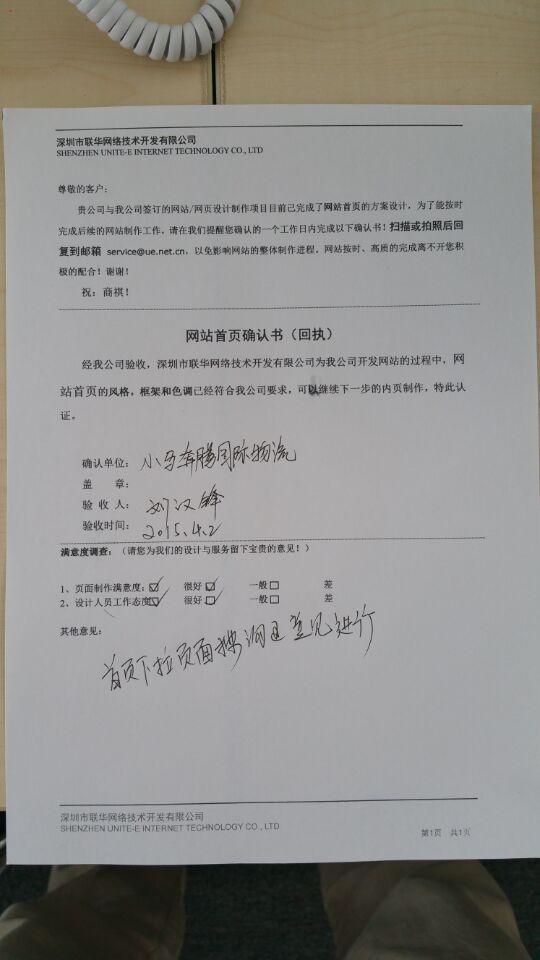 深圳市联华网络技术开发有限公司
SHENZHEN UNITE-E INTERNET TECHNOLOGY CO., LTD
尊敬的客户：
贵公司与我公司签订的网站/网页设计制作项目目前已完成了网站首页的方案设计，为了能按时
完成后续的网站制作工作，请在我们提醒您确认的一个工作日内完成以下确认书！扫描或拍照后回
复到邮箱 service@ue.net.cn，以免影响网站的整体制作进程。网站按时、高质的完成离不开您积
极的配合！谢谢！
祝：商祺！
网站首页确认书（回执）
经我公司验收，深圳市联华网络技术开发有限公司为我公司开发网站的过程中，网
站首页的风格，框架和色调已经符合我公司要求，可以继续下一步的内页制作，特此认
证。
确认单位：小马奔腾国际物流
盖 章：
验 收 人：刘汉锋
验收时间：2015.4.2
满意度调查：（请您为我们的设计与服务留下宝贵的意见！）
1、页面制作满意度：☑ 很好☑ 一般□ 差
2、设计人员工作态度☑ 很好☑ 一般□ 差
其他意见：
首页下拉页面 意见进行
深圳市联华网络技术开发有限公司
SHENZHEN UNITE-E INTERNET TECHNOLOGY CO., LTD
第1页 共1页